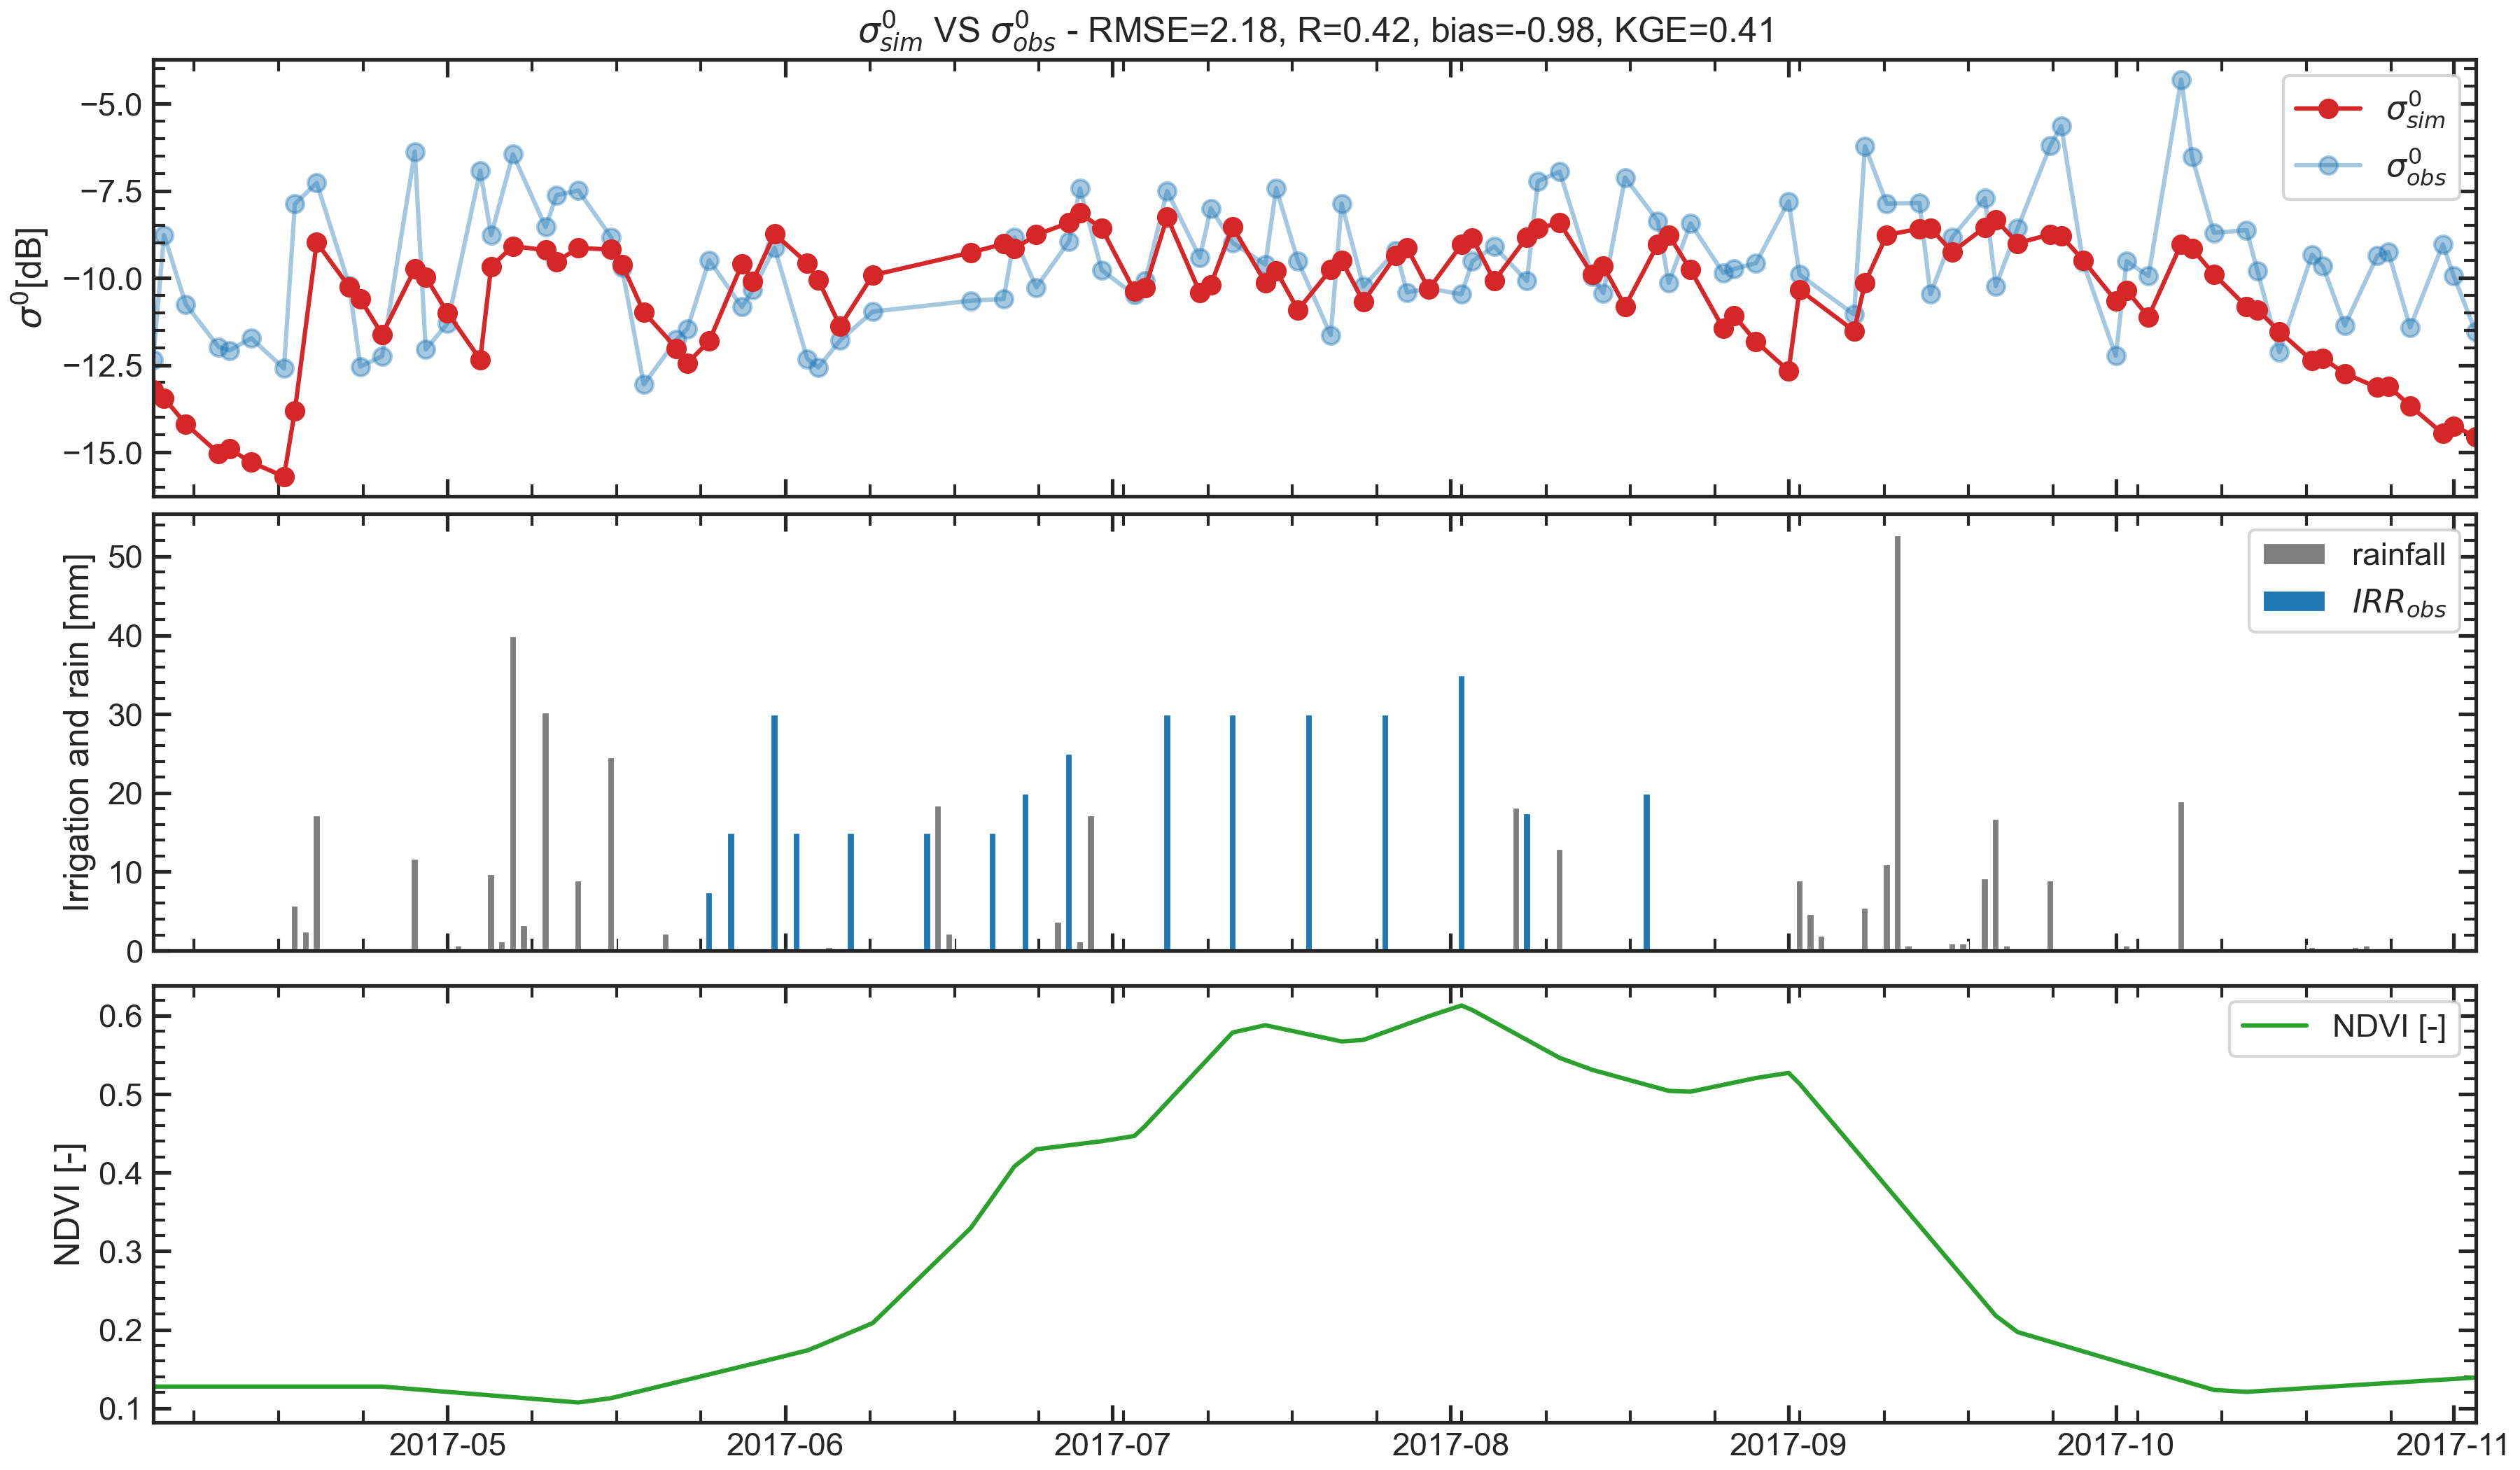 σ⁰sim VS σ⁰obs - RMSE=2.18, R=0.42, bias=-0.98, KGE=0.41
σ⁰[dB]
−5.0
−7.5
−10.0
−12.5
−15.0
σ⁰sim
σ⁰obs
Irrigation and rain [mm]
50
40
30
20
10
0
rainfall
IRRobs
NDVI [-]
0.6
0.5
0.4
0.3
0.2
0.1
NDVI [-]
2017-05 2017-06 2017-07 2017-08 2017-09 2017-10 2017-11